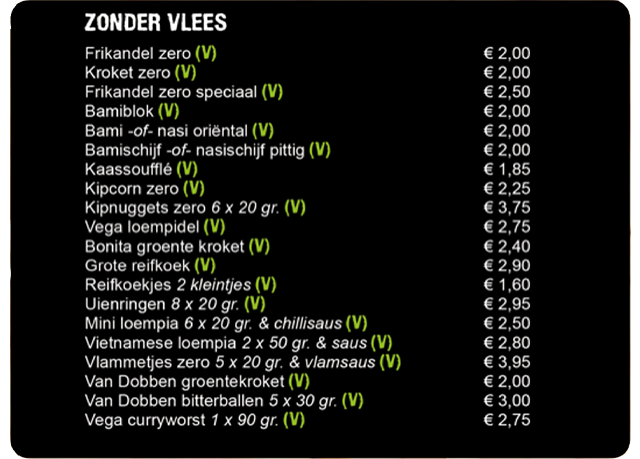 ZONDER VLEES
Frikandel zero (V) € 2,00
Kroket zero (V) € 2,00
Frikandel zero speciaal (V) € 2,50
Bamiblok (V) € 2,00
Bami -of- nasi oriëntal (V) € 2,00
Bamischijf -of- nasischijf pittig (V) € 2,00
Kaassoufflé (V) € 1,85
Kipcorn zero (V) € 2,25
Kipnuggets zero 6 x 20 gr. (V) € 3,75
Vega loempidel (V) € 2,75
Bonita groente kroket (V) € 2,40
Grote reifkoek (V) € 2,90
Reifkoekjes 2 kleintjes (V) € 1,60
Uienringen 8 x 20 gr. (V) € 2,95
Mini loempia 6 x 20 gr. & chillisaus (V) € 2,50
Vietnamese loempia 2 x 50 gr. & saus (V) € 2,80
Vlammetjes zero 5 x 20 gr. & vlamsaus (V) € 3,95
Van Dobben groentekroket (V) € 2,00
Van Dobben bitterballen 5 x 30 gr. (V) € 3,00
Vega curryworst 1 x 90 gr. (V) € 2,75